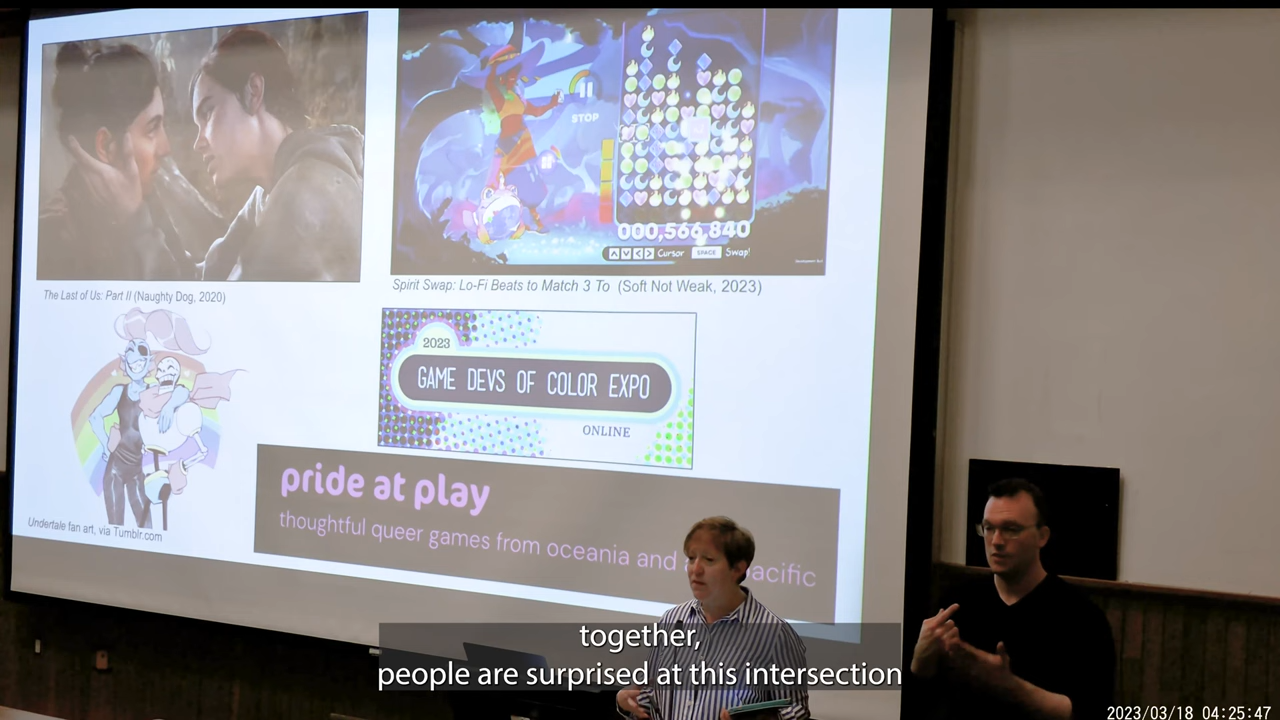 STOP
000,566,840
Cursor SPACE Swap!
The Last of Us: Part II (Naughty Dog, 2020)
Spirit Swap: Lo-Fi Beats to Match 3 To (Soft Not Weak, 2023)
2023
GAME DEVS OF COLOR EXPO
ONLINE
pride at play
thoughtful queer games from oceania and acific
Undertale fan art, via Tumblr.com
together,
people are surprised at this intersection
2023/03/18 04:25:47